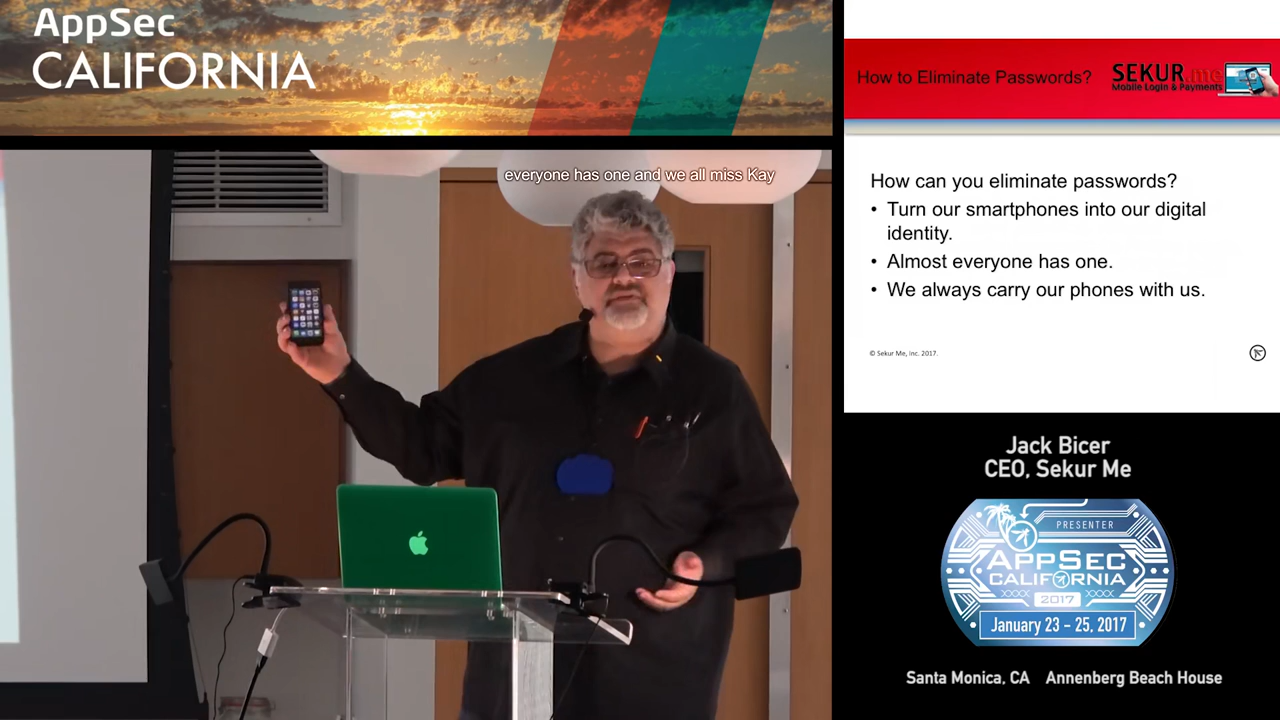 AppSec
CALIFORNIA
everyone has one and we all miss Kay
How to Eliminate Passwords?
SEKUR.me
Mobile Login & Payments
How can you eliminate passwords?
• Turn our smartphones into our digital
identity.
• Almost everyone has one.
• We always carry our phones with us.
© Sekur Me, Inc. 2017.
Jack Bicer
CEO, Sekur Me
PRESENTER
APPSEC
CALIFORNIA
2017
January 23 - 25, 2017
Santa Monica, CA Annenberg Beach House